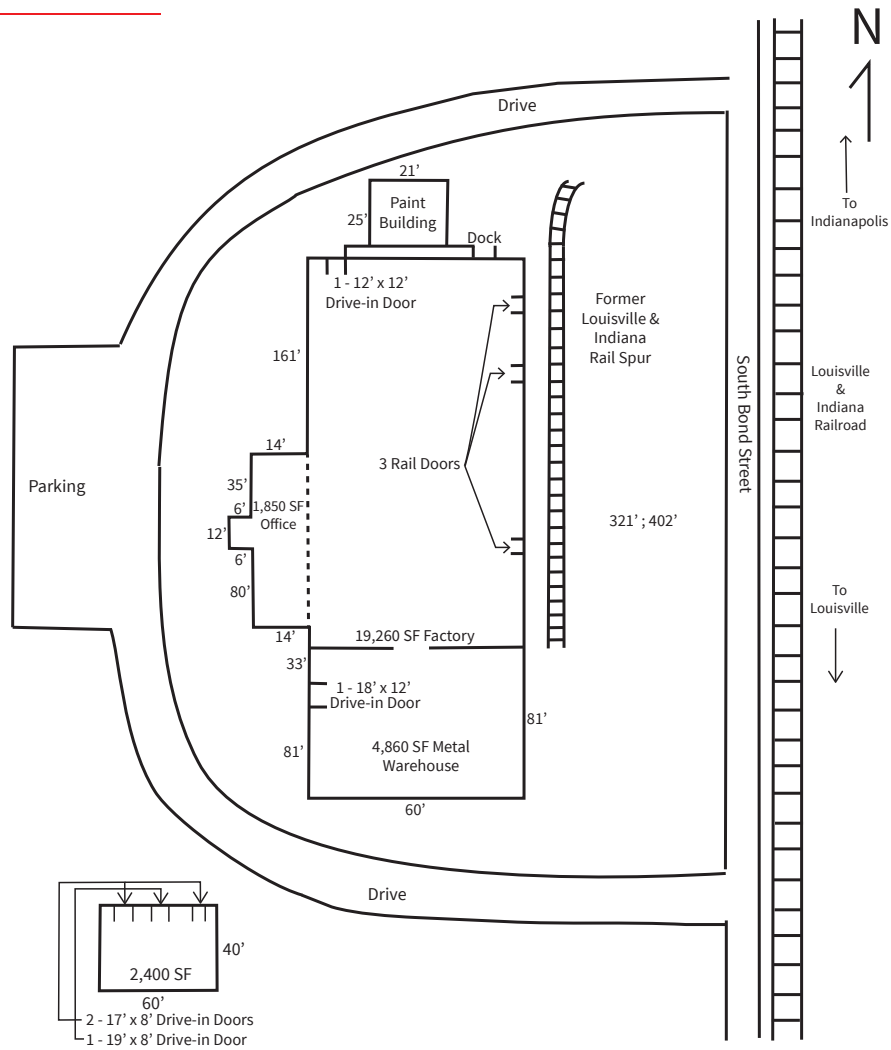 N
Drive
21'
Paint
Building
25'
Dock
1 - 12' x 12'
Drive-in Door
To
Indianapolis
Former
Louisville &
Indiana
Rail Spur
161'
South Bond Street
Louisville
&
Indiana
Railroad
14'
3 Rail Doors
Parking
35'
6'
1,850 SF
Office
12'
6'
321' ; 402'
80'
To
Louisville
14'
19,260 SF Factory
33'
1 - 18' x 12'
Drive-in Door
81'
81'
4,860 SF Metal
Warehouse
60'
Drive
40'
2,400 SF
60'
2 - 17' x 8' Drive-in Doors
1 - 19' x 8' Drive-in Door